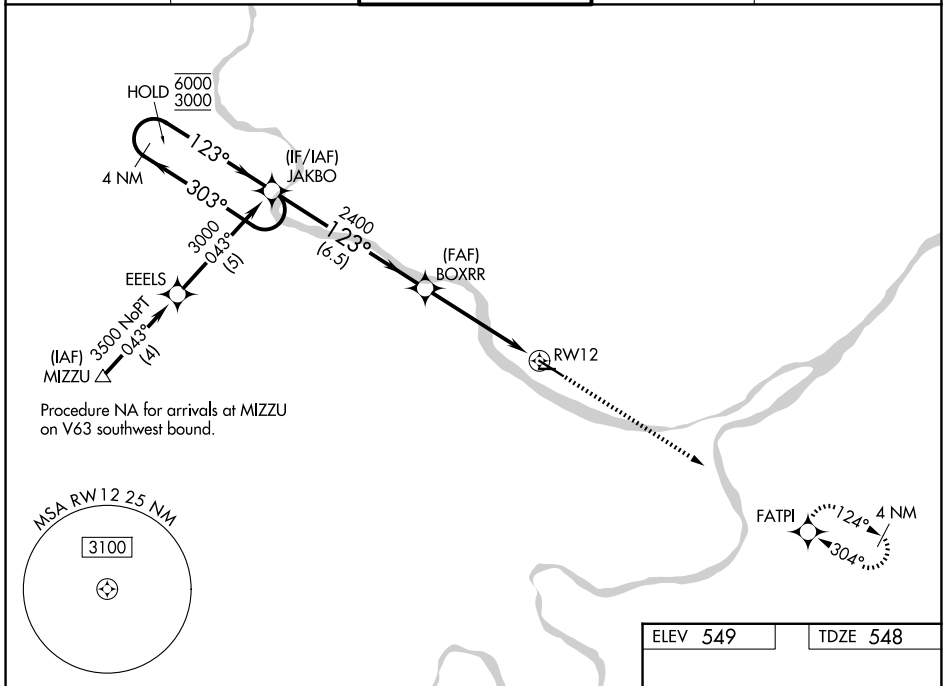 HOLD
6000
3000
4 NM
123°
303°
(IF/IAF)
JAKBO
3000
043°
(5)
2400
123°
(6.5)
(FAF)
BOXRR
EEELS
3500 NoPT
043°
(4)
(IAF)
MIZZU
RW12
Procedure NA for arrivals at MIZZU
on V63 southwest bound.
MSA RW12 25 NM
3100
FATPI
124°
4 NM
304°
ELEV 549
TDZE 548